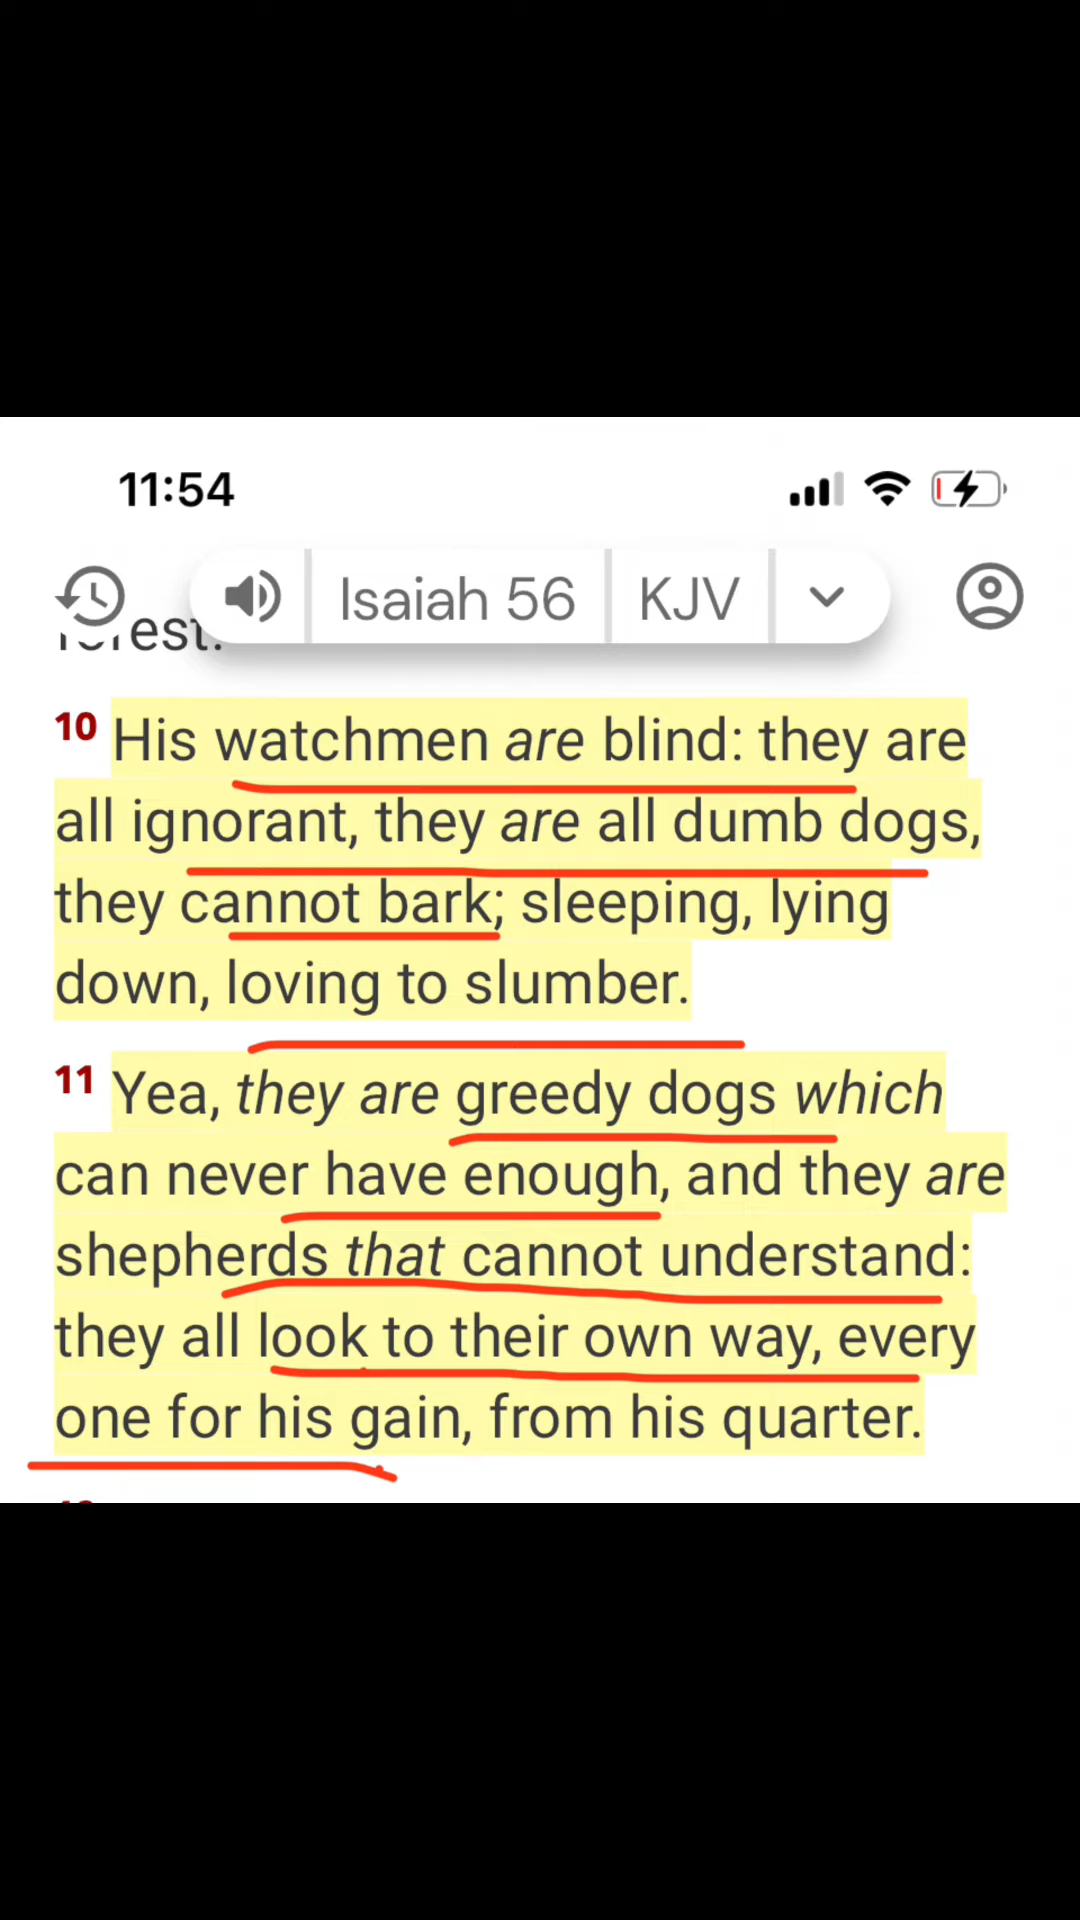 11:54
Isaiah 56 KJV
10 His watchmen are blind: they are
all ignorant, they are all dumb dogs,
they cannot bark; sleeping, lying
down, loving to slumber.
11 Yea, they are greedy dogs which
can never have enough, and they are
shepherds that cannot understand:
they all look to their own way, every
one for his gain, from his quarter.